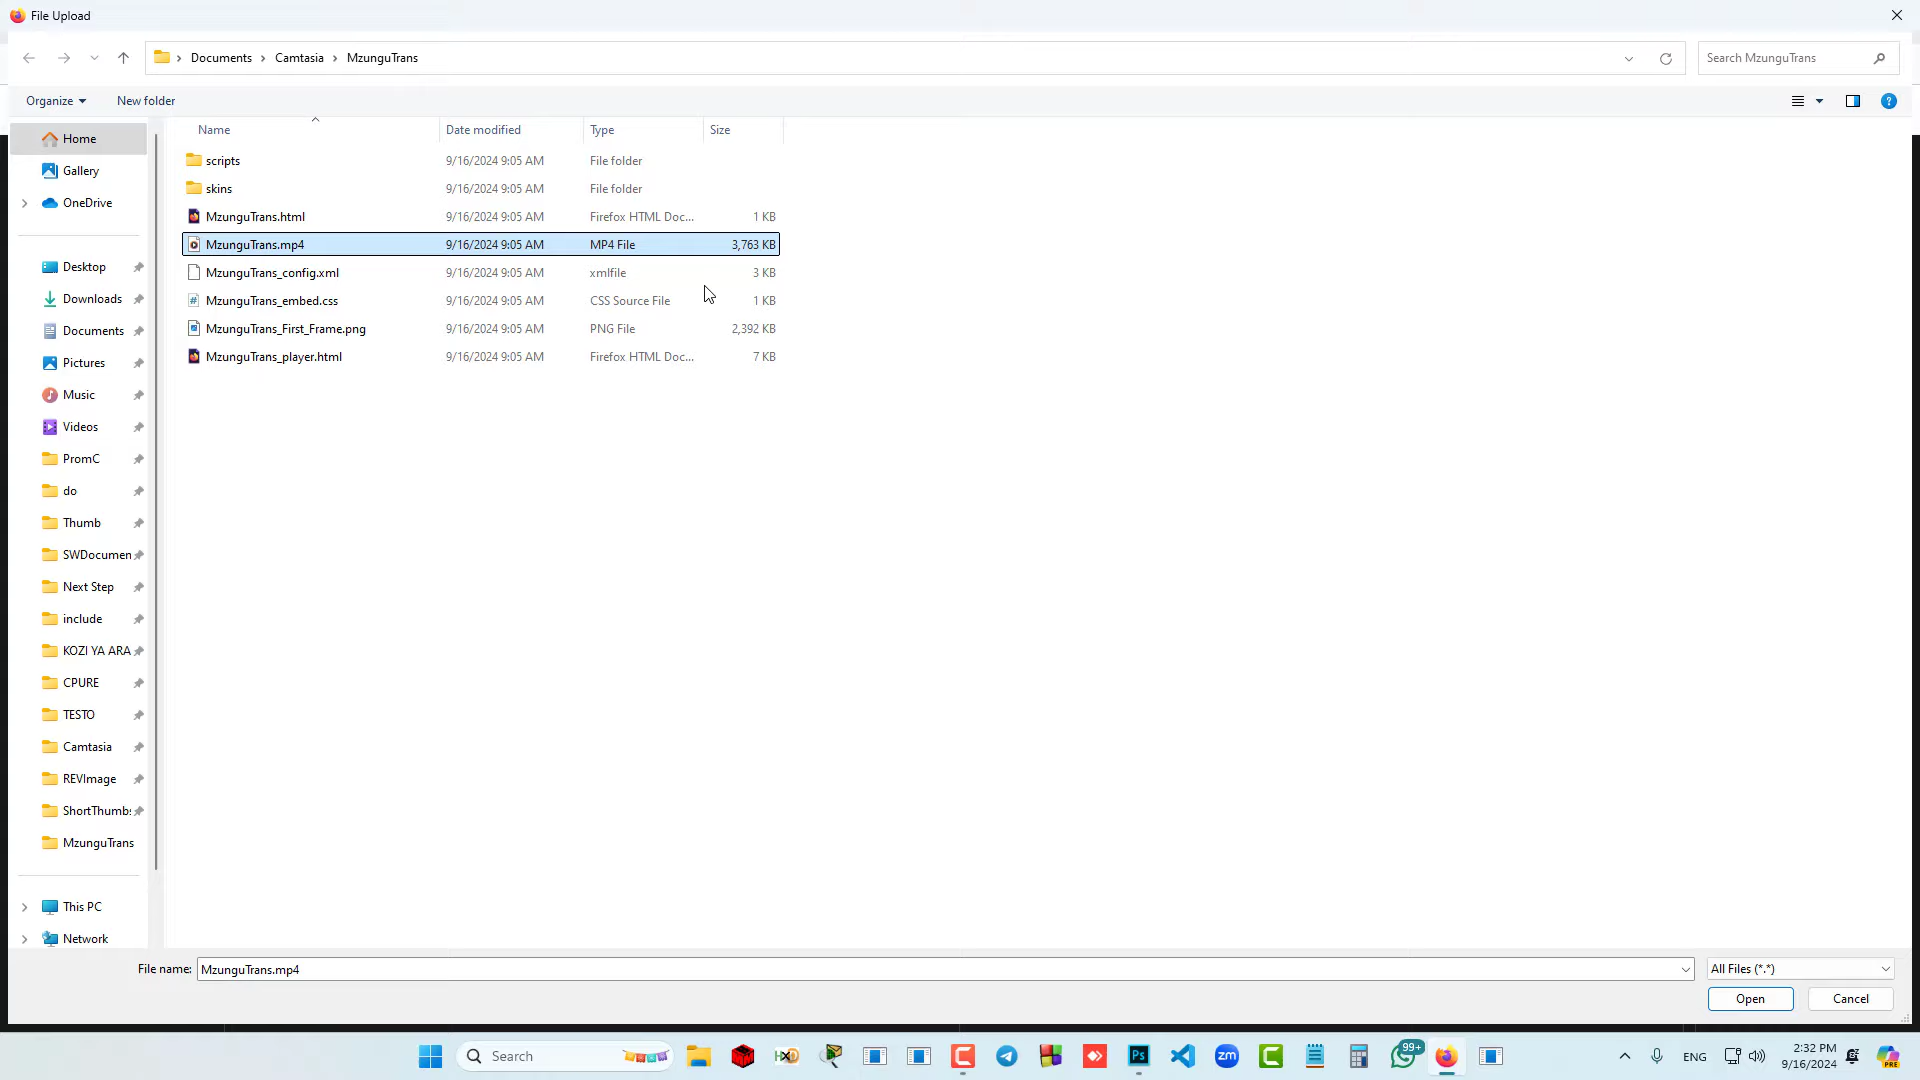 File Upload
Documents > Camtasia > MzunguTrans
Search MzunguTrans
Organize
New folder
Name
Date modified
Type
Size
scripts 9/16/2024 9:05 AM File folder
skins 9/16/2024 9:05 AM File folder
MzunguTrans.html 9/16/2024 9:05 AM Firefox HTML Doc... 1 KB
MzunguTrans.mp4 9/16/2024 9:05 AM MP4 File 3,763 KB
MzunguTrans_config.xml 9/16/2024 9:05 AM xmlfile 3 KB
MzunguTrans_embed.css 9/16/2024 9:05 AM CSS Source File 1 KB
MzunguTrans_First_Frame.png 9/16/2024 9:05 AM PNG File 2,392 KB
MzunguTrans_player.html 9/16/2024 9:05 AM Firefox HTML Doc... 7 KB
Home
Gallery
OneDrive
Desktop
Downloads
Documents
Pictures
Music
Videos
PromC
do
Thumb
SWDocumen
Next Step
include
KOZI YA ARA
CPURE
TESTO
Camtasia
REVImage
ShortThumb
MzunguTrans
This PC
Network
File name: MzunguTrans.mp4
All Files (*.*)
Open
Cancel
Search
Ps
zm
99+
ENG
2:32 PM
9/16/2024
PRE